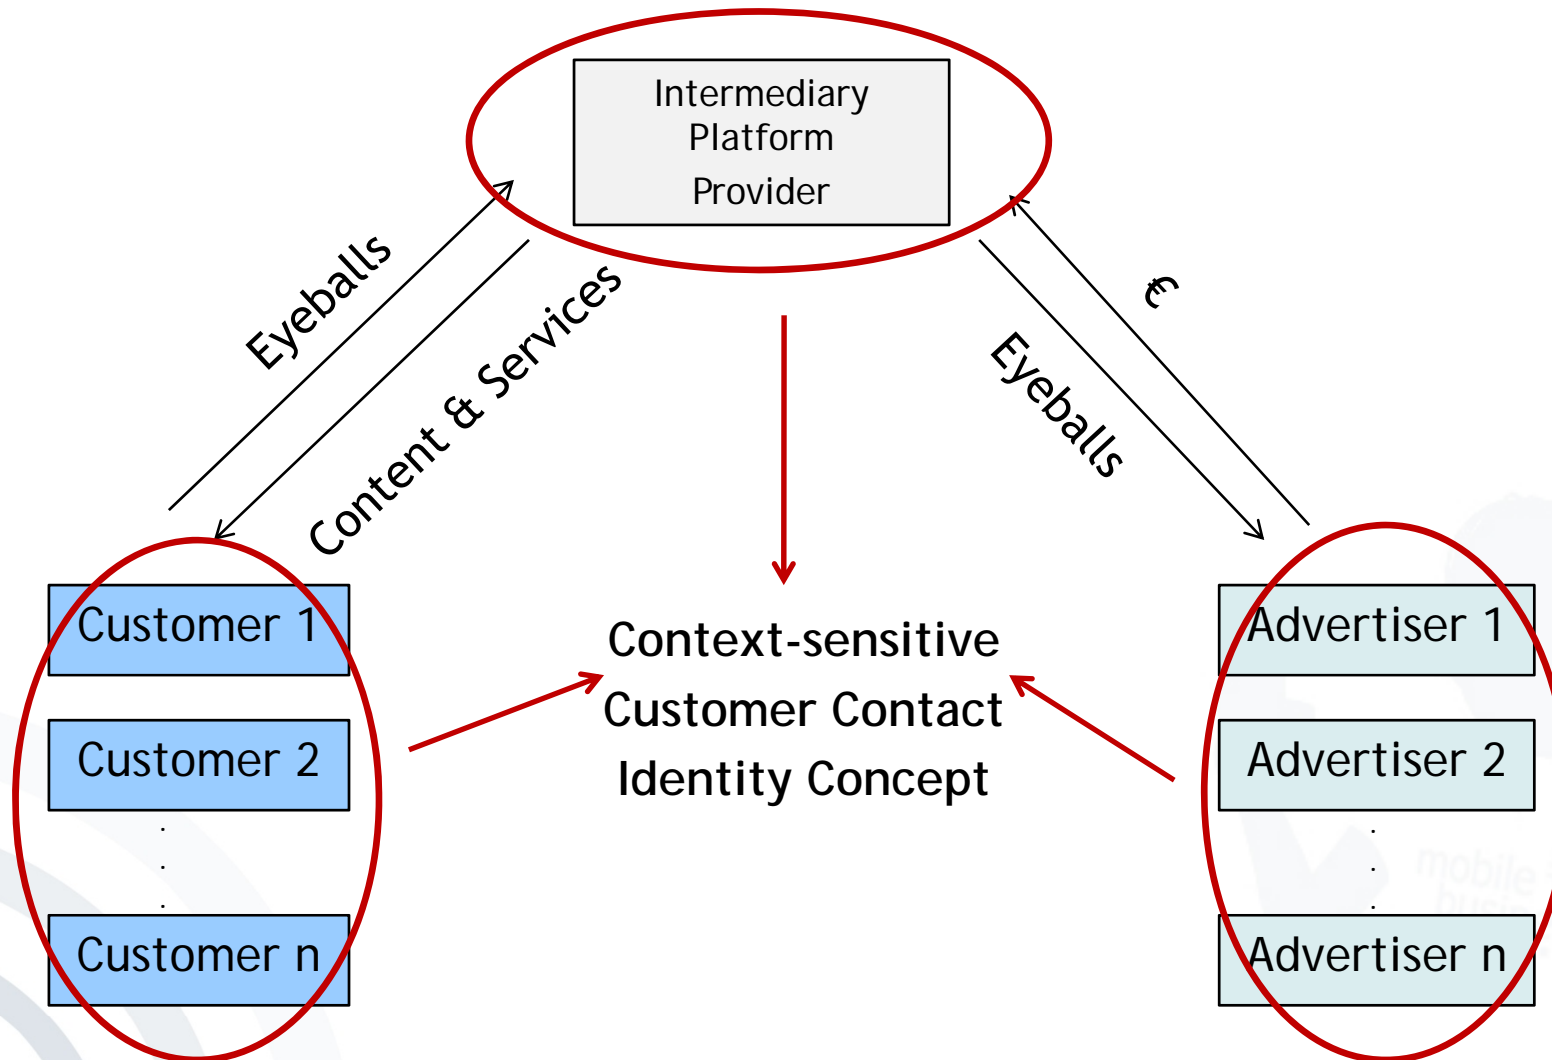 Intermediary
Platform
Provider
Eyeballs
Content & Services
€
Eyeballs
Customer 1
Customer 2
.
.
.
Customer n
Context-sensitive
Customer Contact
Identity Concept
Advertiser 1
Advertiser 2
.
.
.
Advertiser n
mobile